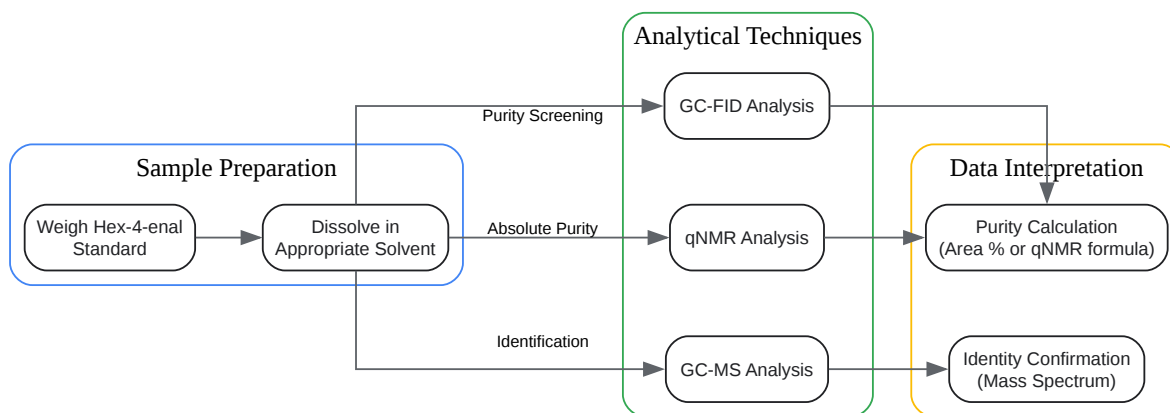 Analytical Techniques
GC-FID Analysis
Purity Screening
Sample Preparation
Data Interpretation
Weigh Hex-4-enal
Standard
Dissolve in
Appropriate Solvent
Absolute Purity
qNMR Analysis
Purity Calculation
(Area % or qNMR formula)
Identification
GC-MS Analysis
Identity Confirmation
(Mass Spectrum)